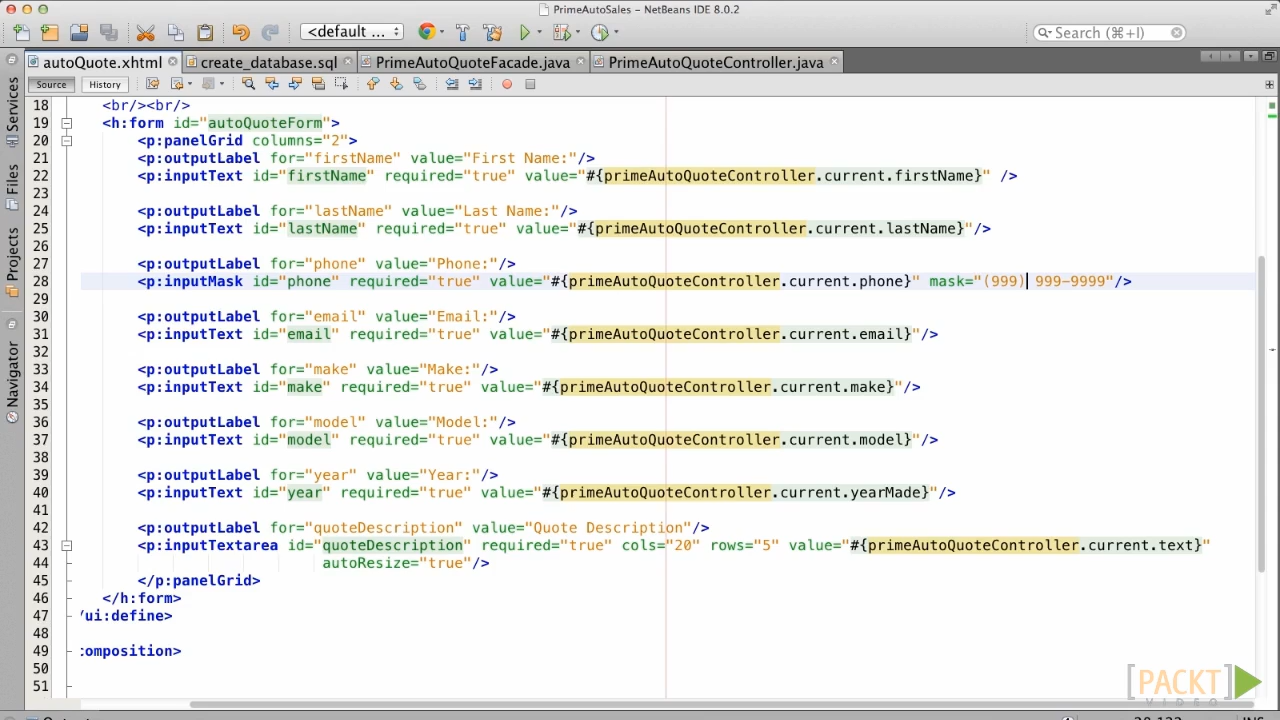 PrimeAutoSales - NetBeans IDE 8.0.2
<default ...
Search (⌘+I)
autoQuote.xhtml
create_database.sql
PrimeAutoQuoteFacade.java
PrimeAutoQuoteController.java
Source
History
Services
Files
Projects
Navigator
18 <br/><br/>
19 <h:form id="autoQuoteForm">
20 <p:panelGrid columns="2">
21 <p:outputLabel for="firstName" value="First Name:"/>
22 <p:inputText id="firstName" required="true" value="#{primeAutoQuoteController.current.firstName}" />
23
24 <p:outputLabel for="lastName" value="Last Name:"/>
25 <p:inputText id="lastName" required="true" value="#{primeAutoQuoteController.current.lastName}"/>
26
27 <p:outputLabel for="phone" value="Phone:"/>
28 <p:inputMask id="phone" required="true" value="#{primeAutoQuoteController.current.phone}" mask="(999) 999-9999"/>
29
30 <p:outputLabel for="email" value="Email:"/>
31 <p:inputText id="email" required="true" value="#{primeAutoQuoteController.current.email}"/>
32
33 <p:outputLabel for="make" value="Make:"/>
34 <p:inputText id="make" required="true" value="#{primeAutoQuoteController.current.make}"/>
35
36 <p:outputLabel for="model" value="Model:"/>
37 <p:inputText id="model" required="true" value="#{primeAutoQuoteController.current.model}"/>
38
39 <p:outputLabel for="year" value="Year:"/>
40 <p:inputText id="year" required="true" value="#{primeAutoQuoteController.current.yearMade}"/>
41
42 <p:outputLabel for="quoteDescription" value="Quote Description"/>
43 <p:inputTextarea id="quoteDescription" required="true" cols="20" rows="5" value="#{primeAutoQuoteController.current.text}"
44 autoResize="true"/>
45 </p:panelGrid>
46 </h:form>
47 /ui:define>
48
49 :omposition>
50
51
[PACKT]
VIDEO